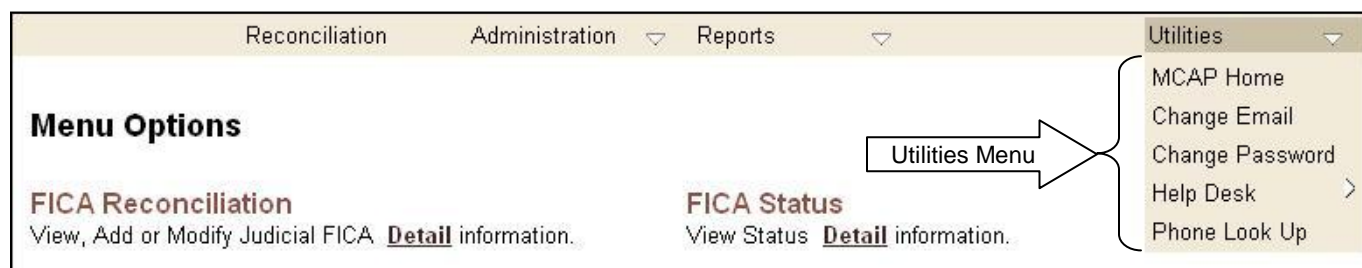 Reconciliation Administration Reports Utilities
MCAP Home
Change Email
Change Password
Help Desk
Phone Look Up
Utilities Menu
Menu Options
FICA Reconciliation
View, Add or Modify Judicial FICA Detail information.
FICA Status
View Status Detail information.